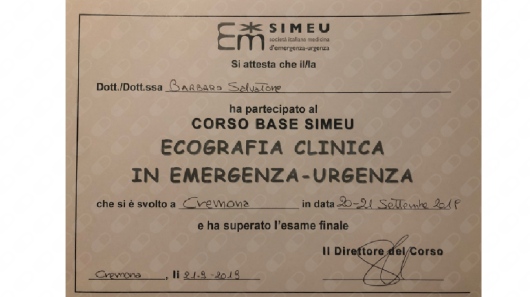 SIMEU
Em società italiana medicina
d'emergenza-urgenza
Si attesta che il/la
Dott./Dott.ssa Barbaro Salvatore
ha partecipato al
CORSO BASE SIMEU
ECOGRAFIA CLINICA
IN EMERGENZA-URGENZA
che si è svolto a Cremona in data 20-21 Settembre 2019
e ha superato l'esame finale
Il Direttore del Corso
Cremona, li 21-9-2019